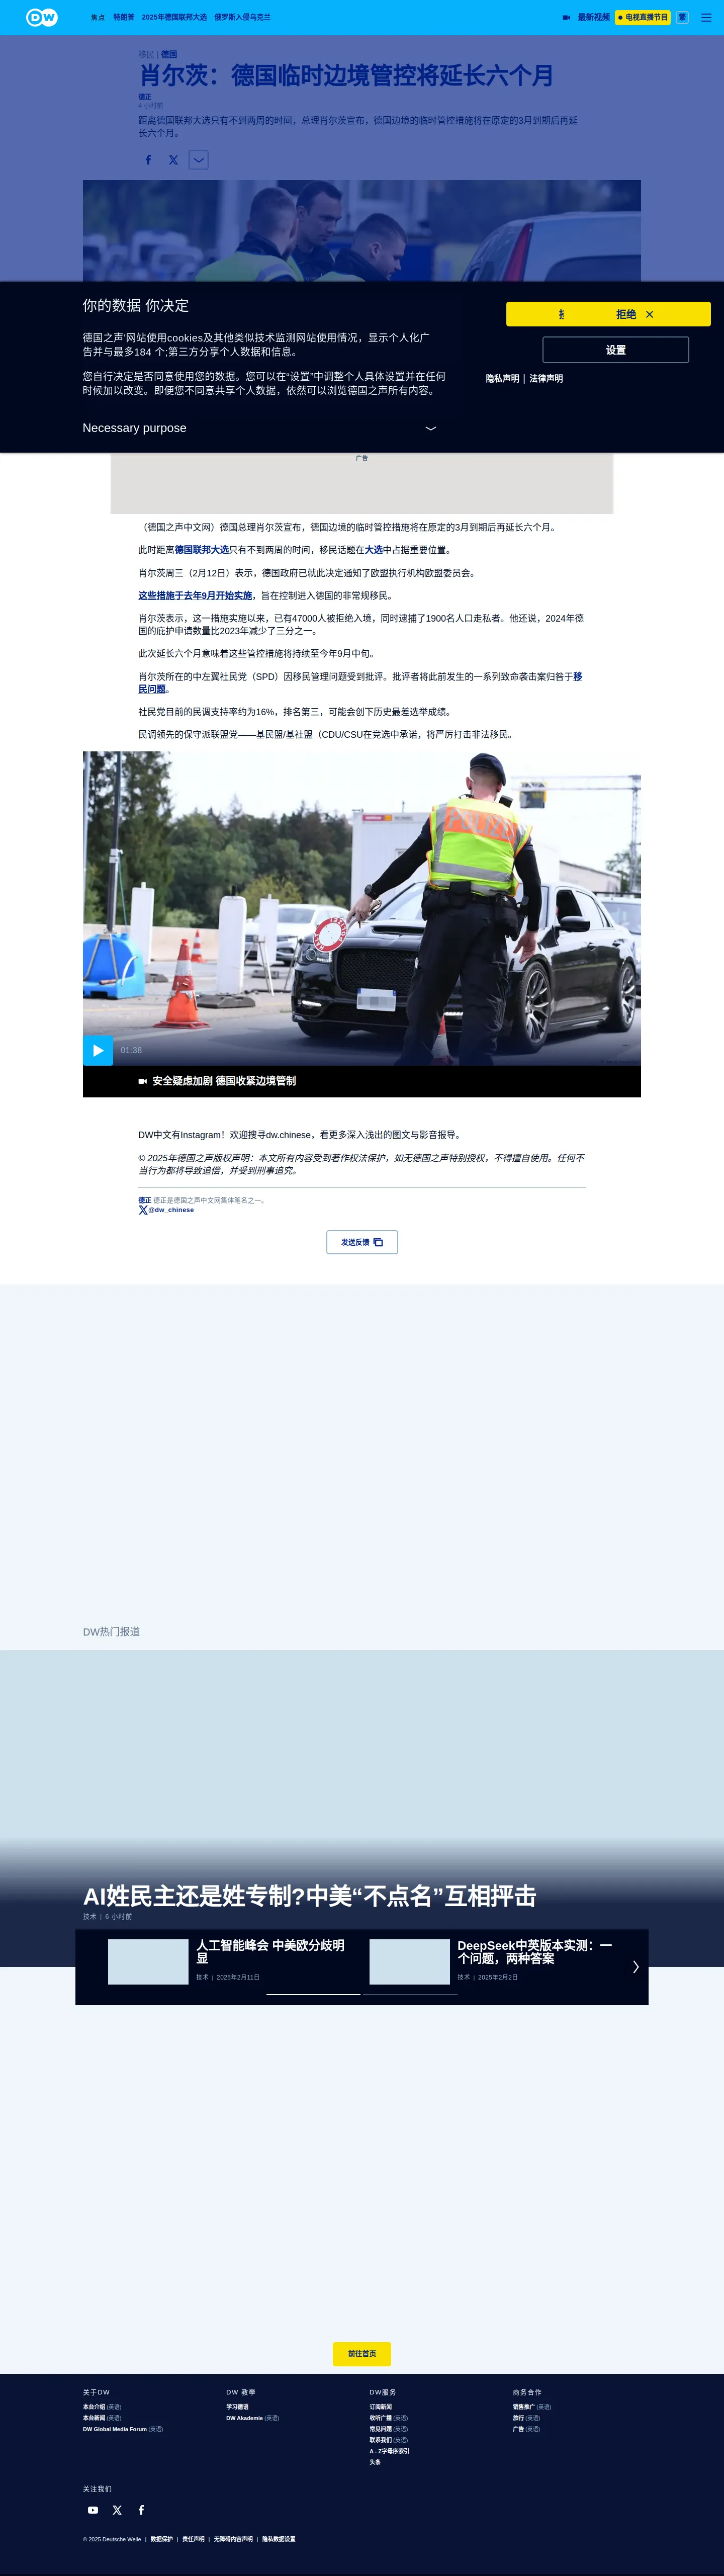 DW
焦点 特朗普 2025年德国联邦大选 俄罗斯入侵乌克兰
最新视频 电视直播节目 繁
移民 | 德国
肖尔茨：德国临时边境管控将延长六个月
德正
4 小时前
距离德国联邦大选只有不到两周的时间，总理肖尔茨宣布，德国边境的临时管控措施将在原定的3月到期后再延
长六个月。
你的数据 你决定
德国之声'网站使用cookies及其他类似技术监测网站使用情况，显示个人化广
告并与最多184 个;第三方分享个人数据和信息。
您自行决定是否同意使用您的数据。您可以在“设置”中调整个人具体设置并在任何
时候加以改变。即便您不同意共享个人数据，依然可以浏览德国之声所有内容。
Necessary purpose
拒绝
设置
隐私声明 | 法律声明
广告
（德国之声中文网）德国总理肖尔茨宣布，德国边境的临时管控措施将在原定的3月到期后再延长六个月。
此时距离德国联邦大选只有不到两周的时间，移民话题在大选中占据重要位置。
肖尔茨周三（2月12日）表示，德国政府已就此决定通知了欧盟执行机构欧盟委员会。
这些措施于去年9月开始实施，旨在控制进入德国的非常规移民。
肖尔茨表示，这一措施实施以来，已有47000人被拒绝入境，同时逮捕了1900名人口走私者。他还说，2024年德
国的庇护申请数量比2023年减少了三分之一。
此次延长六个月意味着这些管控措施将持续至今年9月中旬。
肖尔茨所在的中左翼社民党（SPD）因移民管理问题受到批评。批评者将此前发生的一系列致命袭击案归咎于移
民问题。
社民党目前的民调支持率约为16%，排名第三，可能会创下历史最差选举成绩。
民调领先的保守派联盟党——基民盟/基社盟（CDU/CSU在竞选中承诺，将严厉打击非法移民。
POLIZEI
01:38
安全疑虑加剧 德国收紧边境管制
DW中文有Instagram！欢迎搜寻dw.chinese，看更多深入浅出的图文与影音报导。
© 2025年德国之声版权声明：本文所有内容受到著作权法保护，如无德国之声特别授权，不得擅自使用。任何不
当行为都将导致追偿，并受到刑事追究。
德正 德正是德国之声中文网集体笔名之一。
@dw_chinese
发送反馈
DW热门报道
AI姓民主还是姓专制?中美“不点名”互相抨击
技术 | 6 小时前
人工智能峰会 中美欧分歧明
显
技术 | 2025年2月11日
DeepSeek中英版本实测：一
个问题，两种答案
技术 | 2025年2月2日
前往首页
关于DW
本台介绍 (英语)
本台新闻 (英语)
DW Global Media Forum (英语)
DW 教學
学习德语
DW Akademie (英语)
DW服务
订阅新闻
收听广播 (英语)
常见问题 (英语)
联系我们 (英语)
A - Z字母序索引
头条
商务合作
销售推广 (英语)
旅行 (英语)
广告 (英语)
关注我们
© 2025 Deutsche Welle | 数据保护 | 责任声明 | 无障碍内容声明 | 隐私数据设置